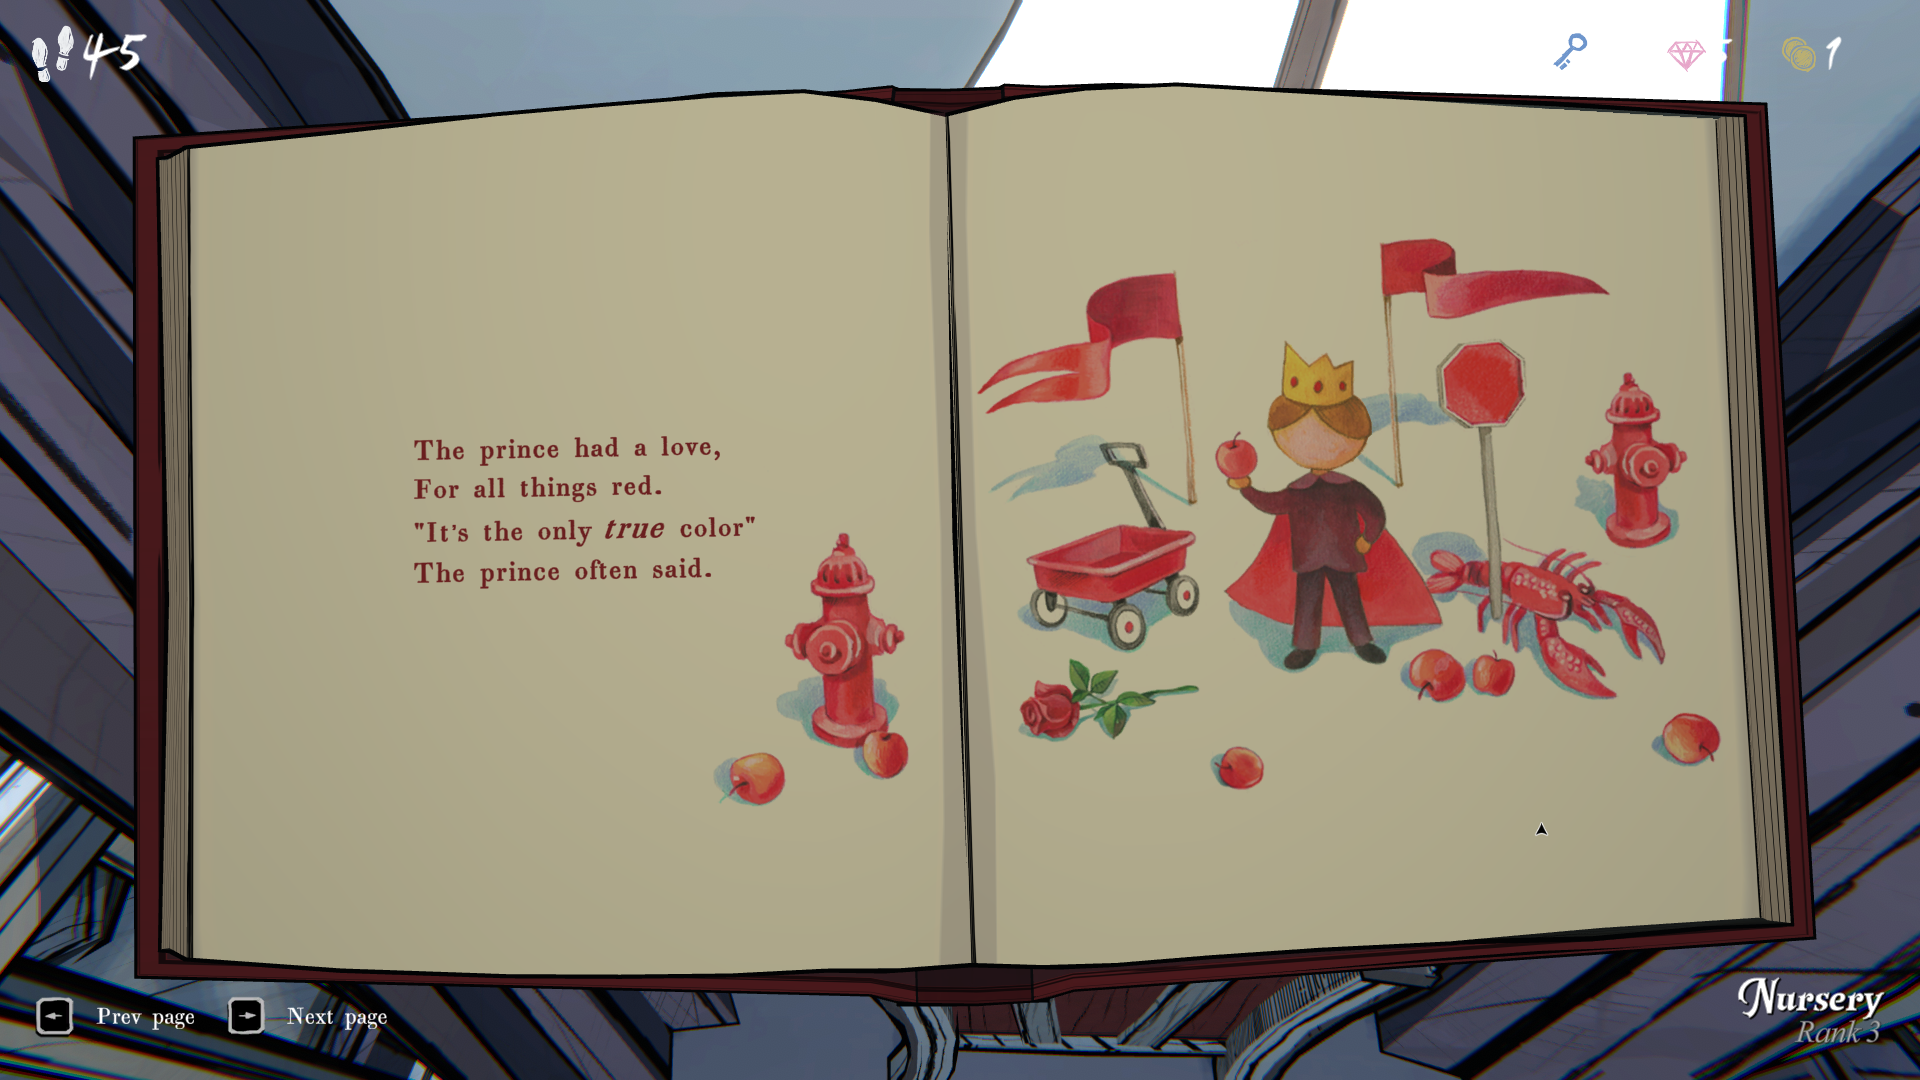 45
1
The prince had a love,
For all things red.
"It's the only true color"
The prince often said.
Prev page
Next page
Nursery
Rank 3